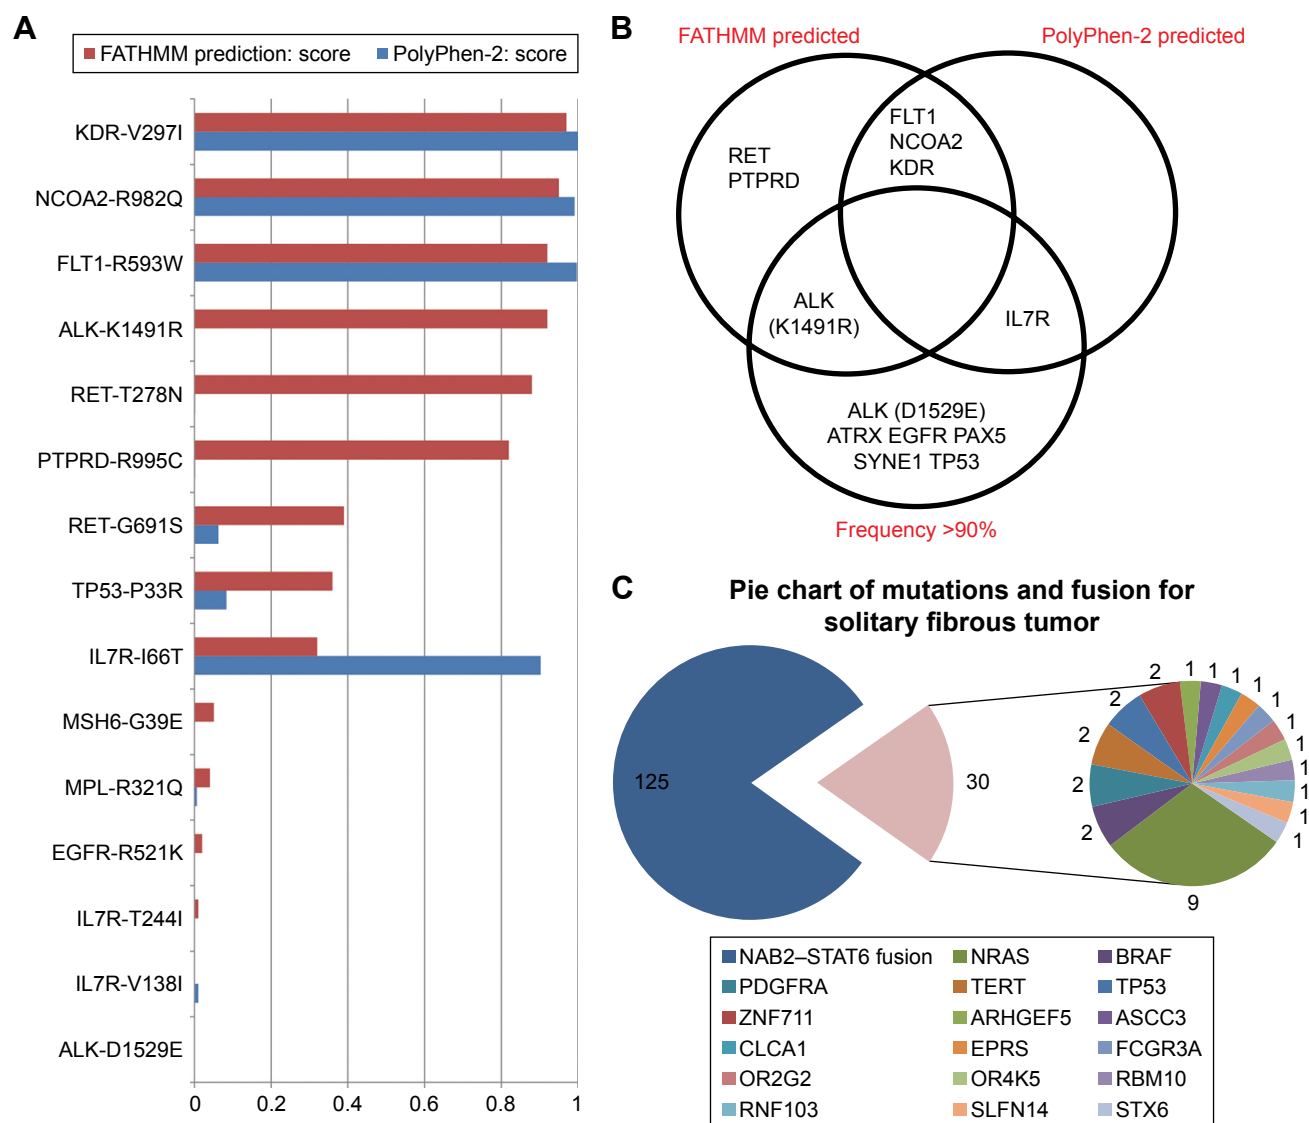 A
FATHMM prediction: score
PolyPhen-2: score
KDR-V297I
NCOA2-R982Q
FLT1-R593W
ALK-K1491R
RET-T278N
PTPRD-R995C
RET-G691S
TP53-P33R
IL7R-I66T
MSH6-G39E
MPL-R321Q
EGFR-R521K
IL7R-T244I
IL7R-V138I
ALK-D1529E
0 0.2 0.4 0.6 0.8 1
B
FATHMM predicted
PolyPhen-2 predicted
FLT1
NCOA2
KDR
RET
PTPRD
ALK
(K1491R)
IL7R
ALK (D1529E)
ATRX EGFR PAX5
SYNE1 TP53
Frequency >90%
C
Pie chart of mutations and fusion for
solitary fibrous tumor
125
30
2
2
2
2
2
1
1
1
1
1
1
1
1
1
1
1
9
NAB2–STAT6 fusion NRAS BRAF
PDGFRA TERT TP53
ZNF711 ARHGEF5 ASCC3
CLCA1 EPRS FCGR3A
OR2G2 OR4K5 RBM10
RNF103 SLFN14 STX6